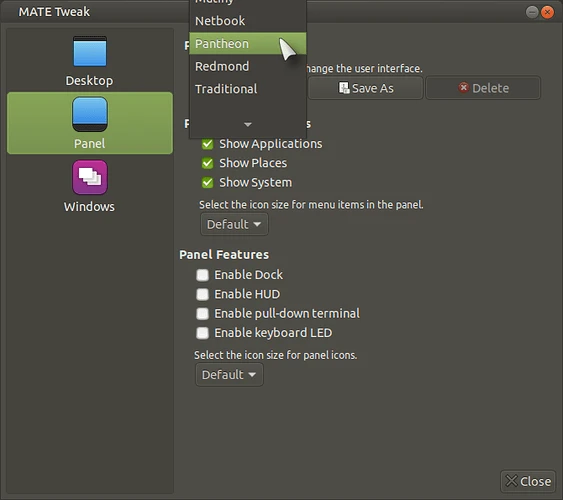 MATE Tweak
Mutiny
Netbook
Pantheon
Redmond
Traditional
Desktop
Panel
Windows
hange the user interface.
Save As
Delete
Show Applications
Show Places
Show System
Select the icon size for menu items in the panel.
Default
Panel Features
Enable Dock
Enable HUD
Enable pull-down terminal
Enable keyboard LED
Select the icon size for panel icons.
Default
Close